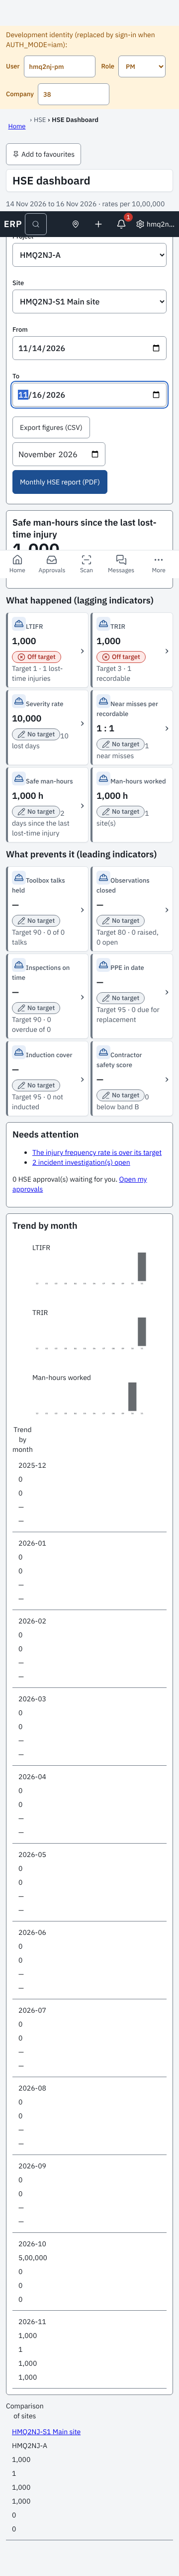 Development identity (replaced by sign-in when
AUTH_MODE=iam):
User hmq2nj-pm Role PM
Company 38
Home › HSE › HSE Dashboard
Add to favourites
HSE dashboard
14 Nov 2026 to 16 Nov 2026 · rates per 10,00,000
ERP 1 hmq2n...
HMQ2NJ-A
Site
HMQ2NJ-S1 Main site
From
11/14/2026
To
11/16/2026
Export figures (CSV)
November 2026
Monthly HSE report (PDF)
Safe man-hours since the last lost-
time injury
1,000
Home Approvals Scan Messages More
What happened (lagging indicators)
LTIFR
1,000
Off target
Target 1 · 1 lost-
time injuries
TRIR
1,000
Off target
Target 3 · 1
recordable
Severity rate
10,000
No target 10
lost days
Near misses per
recordable
1 : 1
No target 1
near misses
Safe man-hours
1,000 h
No target 2
days since the last
lost-time injury
Man-hours worked
1,000 h
No target 1
site(s)
What prevents it (leading indicators)
Toolbox talks
held
—
No target
Target 90 · 0 of 0
talks
Observations
closed
—
No target
Target 80 · 0 raised,
0 open
Inspections on
time
—
No target
Target 90 · 0
overdue of 0
PPE in date
—
No target
Target 95 · 0 due for
replacement
Induction cover
—
No target
Target 95 · 0 not
inducted
Contractor
safety score
—
No target 0
below band B
Needs attention
The injury frequency rate is over its target
2 incident investigation(s) open
0 HSE approval(s) waiting for you. Open my
approvals
Trend by month
LTIFR
TRIR
Man-hours worked
Trend
by
month
2025-12
0
0
—
—
2026-01
0
0
—
—
2026-02
0
0
—
—
2026-03
0
0
—
—
2026-04
0
0
—
—
2026-05
0
0
—
—
2026-06
0
0
—
—
2026-07
0
0
—
—
2026-08
0
0
—
—
2026-09
0
0
—
—
2026-10
5,00,000
0
0
0
2026-11
1,000
1
1,000
1,000
Comparison
of sites
HMQ2NJ-S1 Main site
HMQ2NJ-A
1,000
1
1,000
1,000
0
0